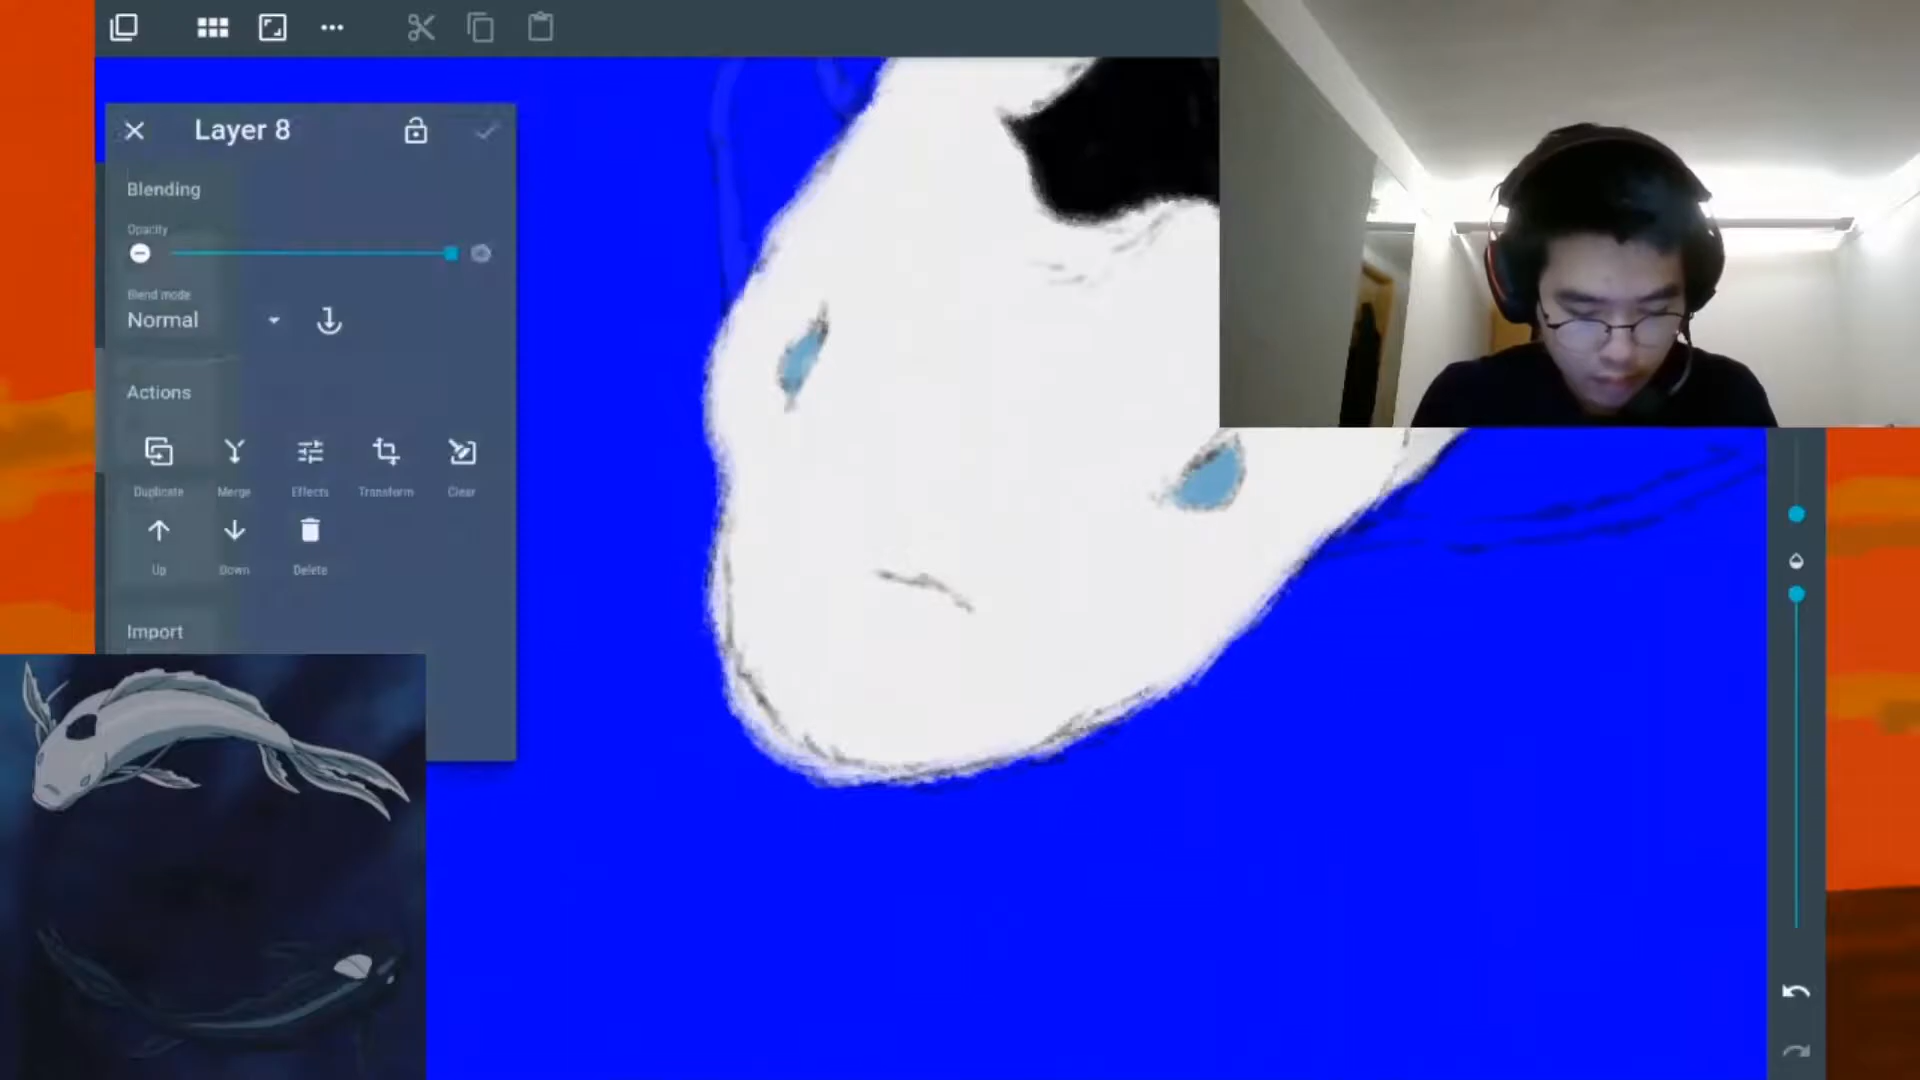 Layer 8
Blending
Opacity
Blend mode
Normal
Actions
Duplicate Merge Effects Transform Clear
Up Down Delete
Import